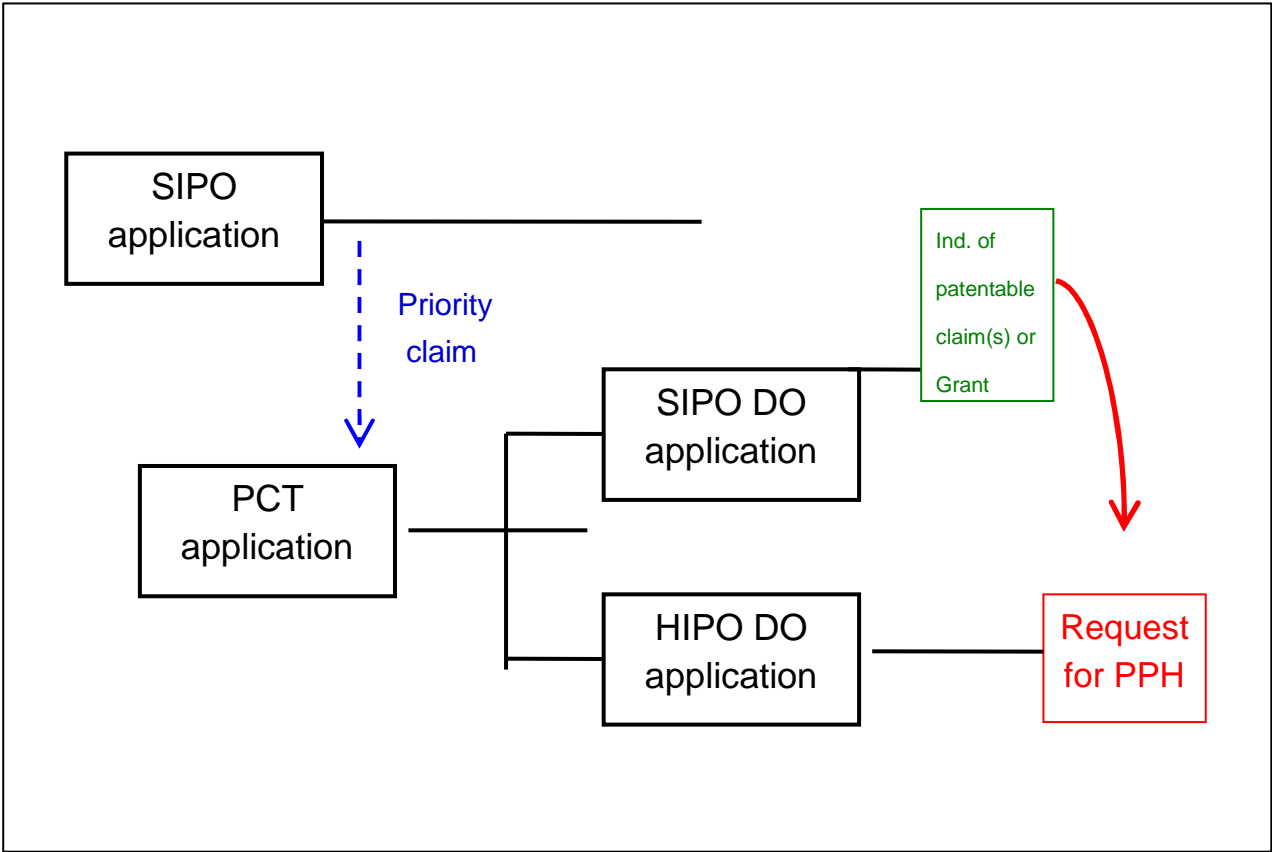 SIPO
application
Priority
claim
Ind. of
patentable
claim(s) or
Grant
SIPO DO
application
PCT
application
HIPO DO
application
Request
for PPH